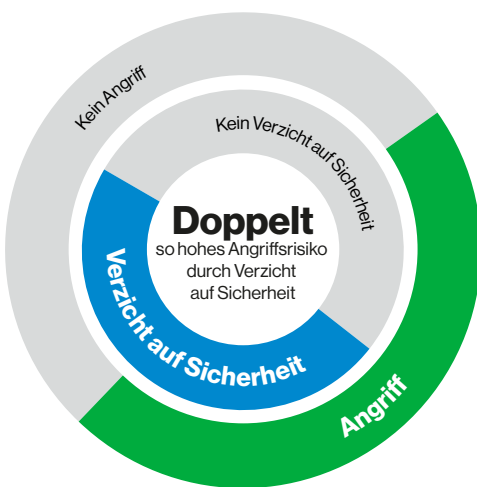 Kein Angriff
Kein Verzicht auf Sicherheit
Doppelt
so hohes Angriffsrisiko
durch Verzicht
auf Sicherheit
Verzicht auf Sicherheit
Angriff